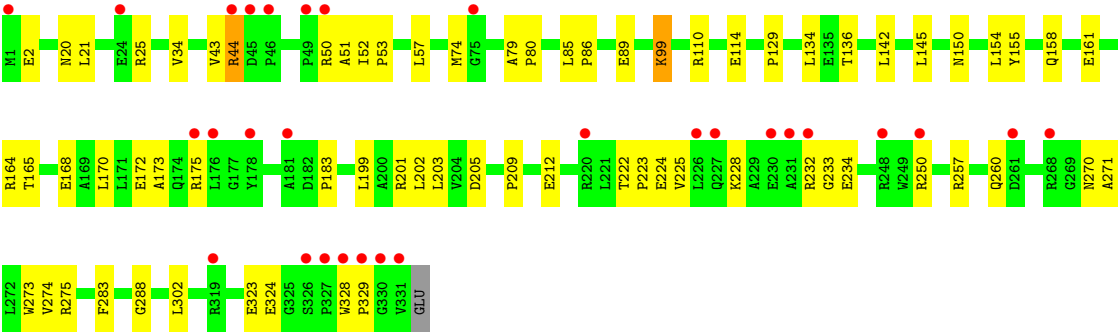 M1 E2 N20 L21 E24 R25 V34 V43 R44 D45 P46 P49 R50 A51 I52 P53 L57 M74 G75 A79 P80 L85 P86 E89 K99 R110 E114 P129 L134 E135 T136 L142 L145 N150 L154 Y155 Q158 E161
R164 T165 E168 A169 L170 L171 E172 A173 Q174 R175 L176 G177 Y178 A181 D182 P183 L199 A200 R201 L202 L203 V204 D205 P209 E212 R220 L221 T222 P223 E224 V225 L226 Q227 K228 A229 E230 A231 R232 G233 E234 R248 W249 R250 R257 Q260 D261 R268 G269 N270 A271
L272 W273 V274 R275 F283 G288 L302 R319 E323 E324 G325 S326 P327 W328 P329 G330 V331 GLU